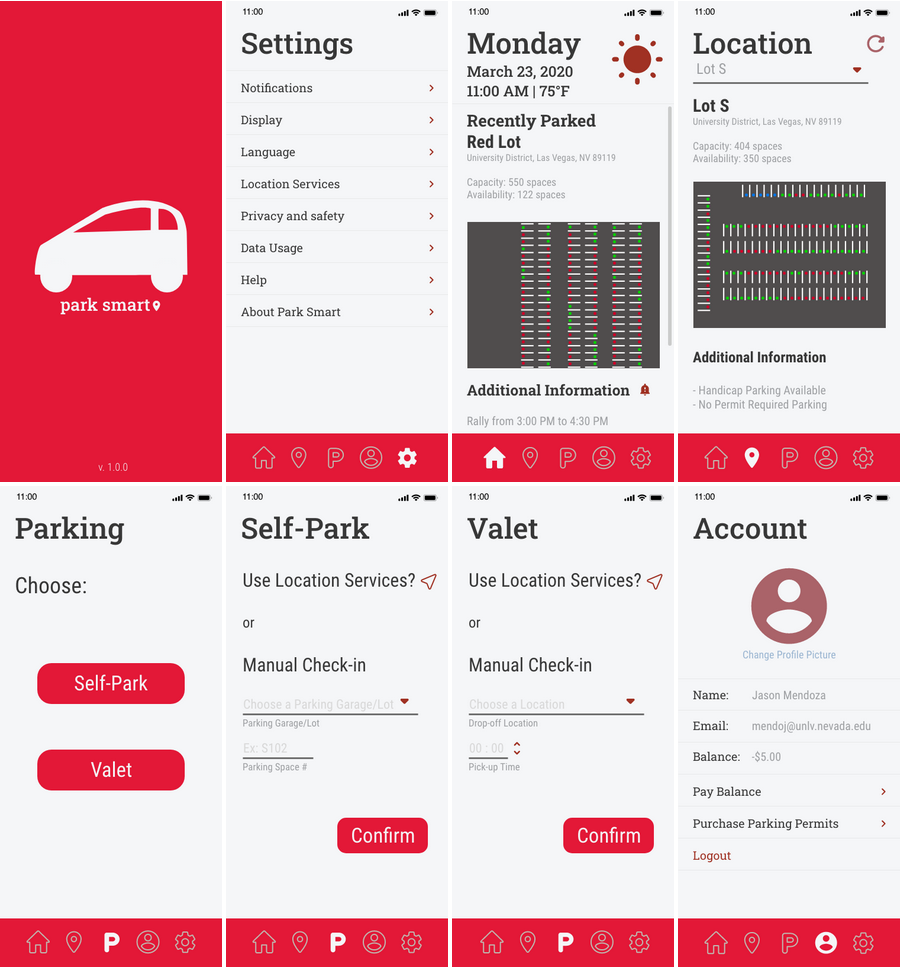 park smart
v. 1.0.0
11:00
Settings
Notifications
Display
Language
Location Services
Privacy and safety
Data Usage
Help
About Park Smart
11:00
Monday
March 23, 2020
11:00 AM | 75°F
Recently Parked
Red Lot
University District, Las Vegas, NV 89119
Capacity: 550 spaces
Availability: 122 spaces
Additional Information
Rally from 3:00 PM to 4:30 PM
P
11:00
Location
Lot S
Lot S
University District, Las Vegas, NV 89119
Capacity: 404 spaces
Availability: 350 spaces
Additional Information
- Handicap Parking Available
- No Permit Required Parking
P
11:00
Parking
Choose:
Self-Park
Valet
P
11:00
Self-Park
Use Location Services?
or
Manual Check-in
Choose a Parking Garage/Lot
Parking Garage/Lot
Ex: S102
Parking Space #
Confirm
P
11:00
Valet
Use Location Services?
or
Manual Check-in
Choose a Location
Drop-off Location
00 : 00
Pick-up Time
Confirm
P
11:00
Account
Change Profile Picture
Name: Jason Mendoza
Email: mendoj@unlv.nevada.edu
Balance: -$5.00
Pay Balance
Purchase Parking Permits
Logout
P